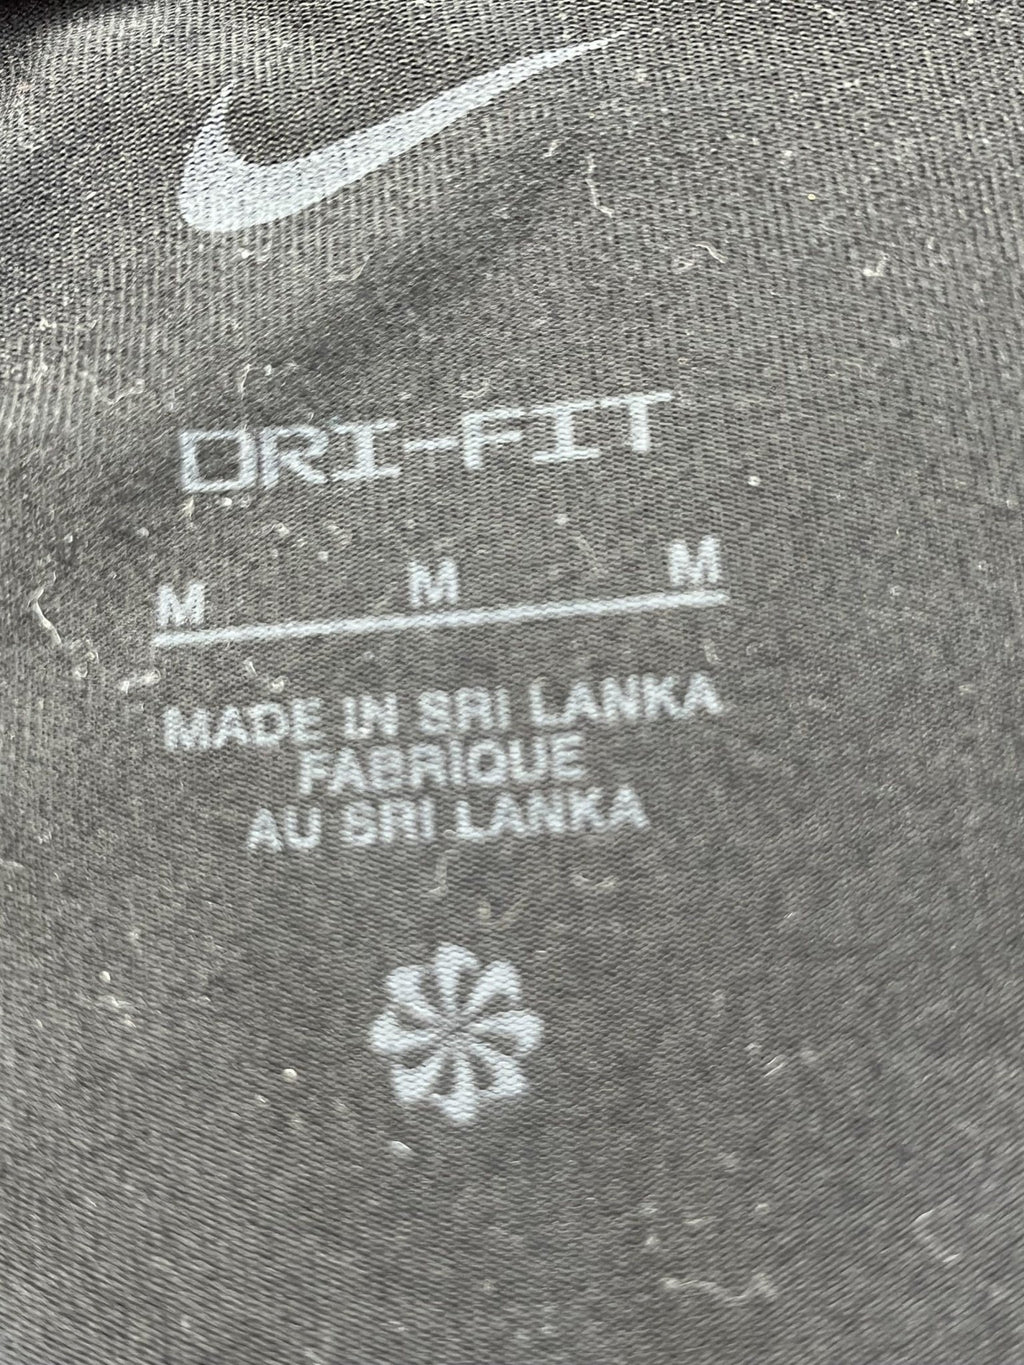 DRI-FIT
M M M
MADE IN SRI LANKA
FABRIQUE
AU SRI LANKA